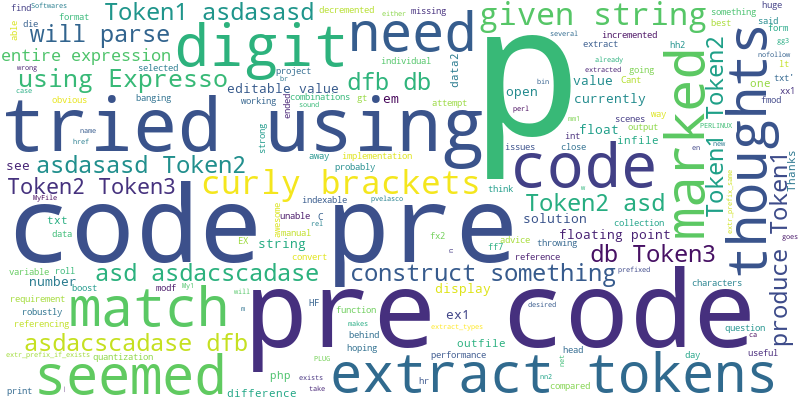 find Softwares
format Token1 asdasasd
decremented
either
missing
given string
something
best
huge
said
form
gg3
nofollow
txt'
xx1
die
able
will parse
digit
need
p
several
incremented
extract
hh2
already
going
Cant
one
lt
way
fmod
entire expression
selected
individual
data2
wrong
case
using Expresso
br
project
dfb db
open
value
extracted
bin
currently
perl
marked
Token2
thoughts
obvious
banging
editable value
combinations
gt
em
working
ended
sound
attempt
int
float
infile
output
scenes
mn1
PERLINUX
tried using
name
href
strong
issues
close
code
Token1
new
en
see
asdasasd Token2
away
implementation
probably
curly brackets
think
w
extr_prefix_same
Thanks
produce Token1
Token2 Token3
MyFile
indexable
pvelasco
Token2 asd
collection
txt
data
code pre
awesome
unable
C
rel
manual
solution
floating point
advice
throwing
prefixed
EX
string
convert
fx2
c
ff7
reference
db Token3
goes
variable
roll
number
asd asdacscadase
construct something
requirement
boost
modf
My1
will
display
characters
robustly
referencing
match
m
HF
function
pre code
ex1
desired
question
ca
asdacscadase dfb
makes
behind
extract_types
outfile
hoping
useful
extr_prefix_if_exists
quantization
PLUG
performance
head
day
seemed
php
exists
take
hr
extract tokens
nn2
net
compared
print
l
difference